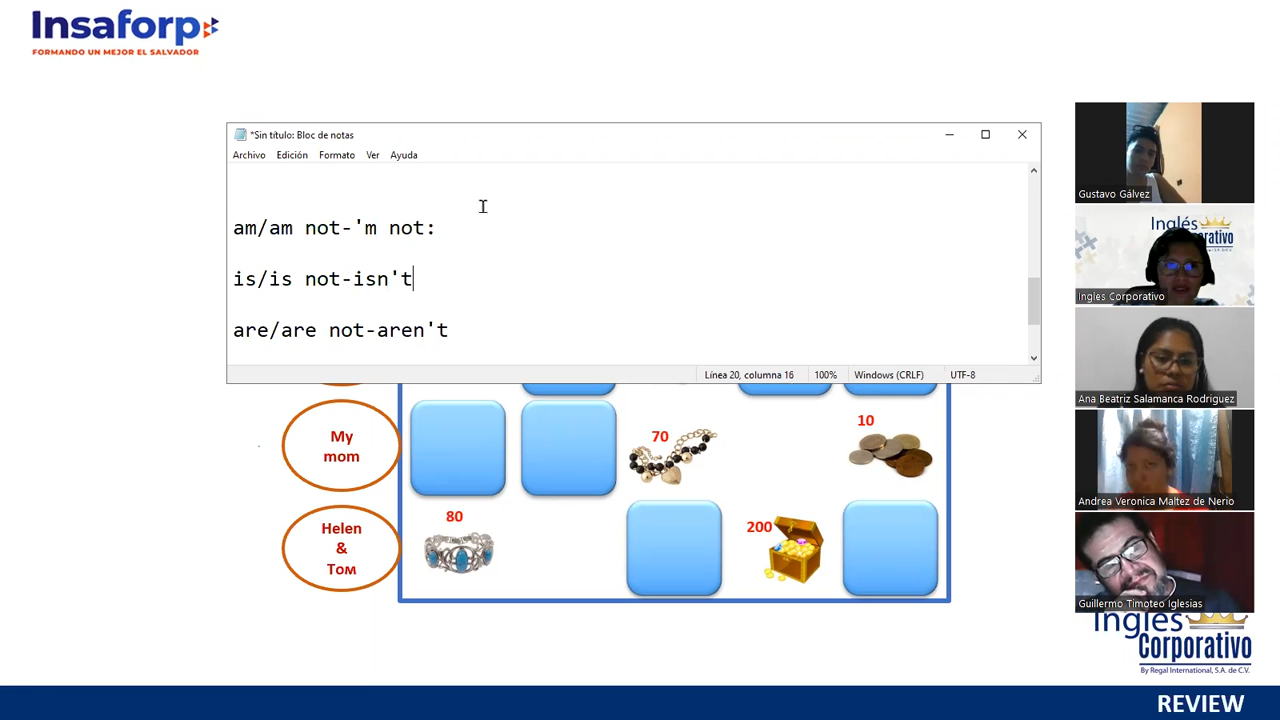 Insaforp
FORMANDO UN MEJOR EL SALVADOR
*Sin título: Bloc de notas
Archivo Edición Formato Ver Ayuda
am/am not-'m not:
is/is not-isn't
are/are not-aren't
Línea 20, columna 16 100% Windows (CRLF) UTF-8
My
mom
70
10
Helen
&
Tom
80
200
Gustavo Gálvez
Inglés
Corporativo
Ingles Corporativo
Ana Beatriz Salamanca Rodriguez
Andrea Veronica Maltez de Nerio
Guillermo Timoteo Iglesias
Inglés
Corporativo
By Regal International, S.A. de C.V.
REVIEW